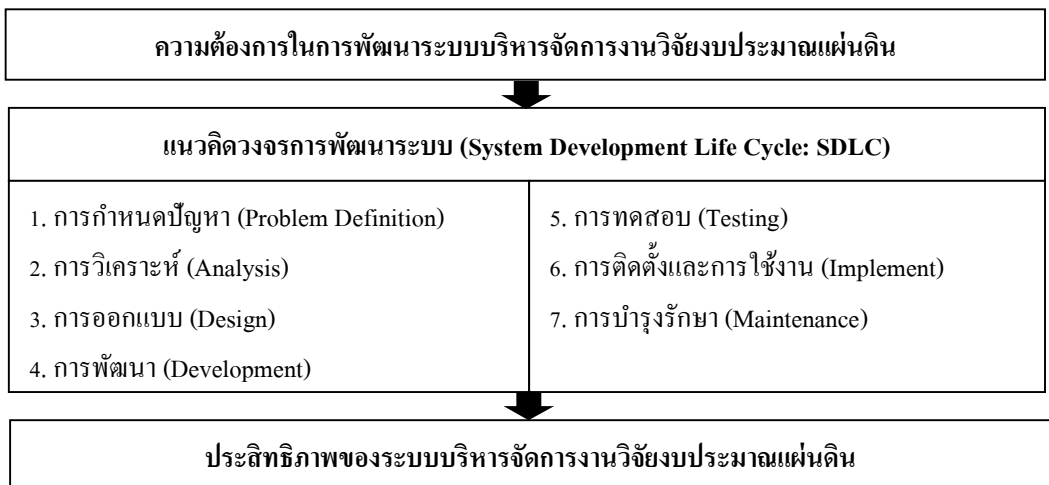 ความต้องการในการพัฒนาระบบบริหารจัดการงานวิจัยงบประมาณแผ่นดิน
แนวคิดวงจรการพัฒนาระบบ (System Development Life Cycle: SDLC)
1. การกำหนดปัญหา (Problem Definition)
2. การวิเคราะห์ (Analysis)
3. การออกแบบ (Design)
4. การพัฒนา (Development)
5. การทดสอบ (Testing)
6. การติดตั้งและการใช้งาน (Implement)
7. การบำรุงรักษา (Maintenance)
ประสิทธิภาพของระบบบริหารจัดการงานวิจัยงบประมาณแผ่นดิน